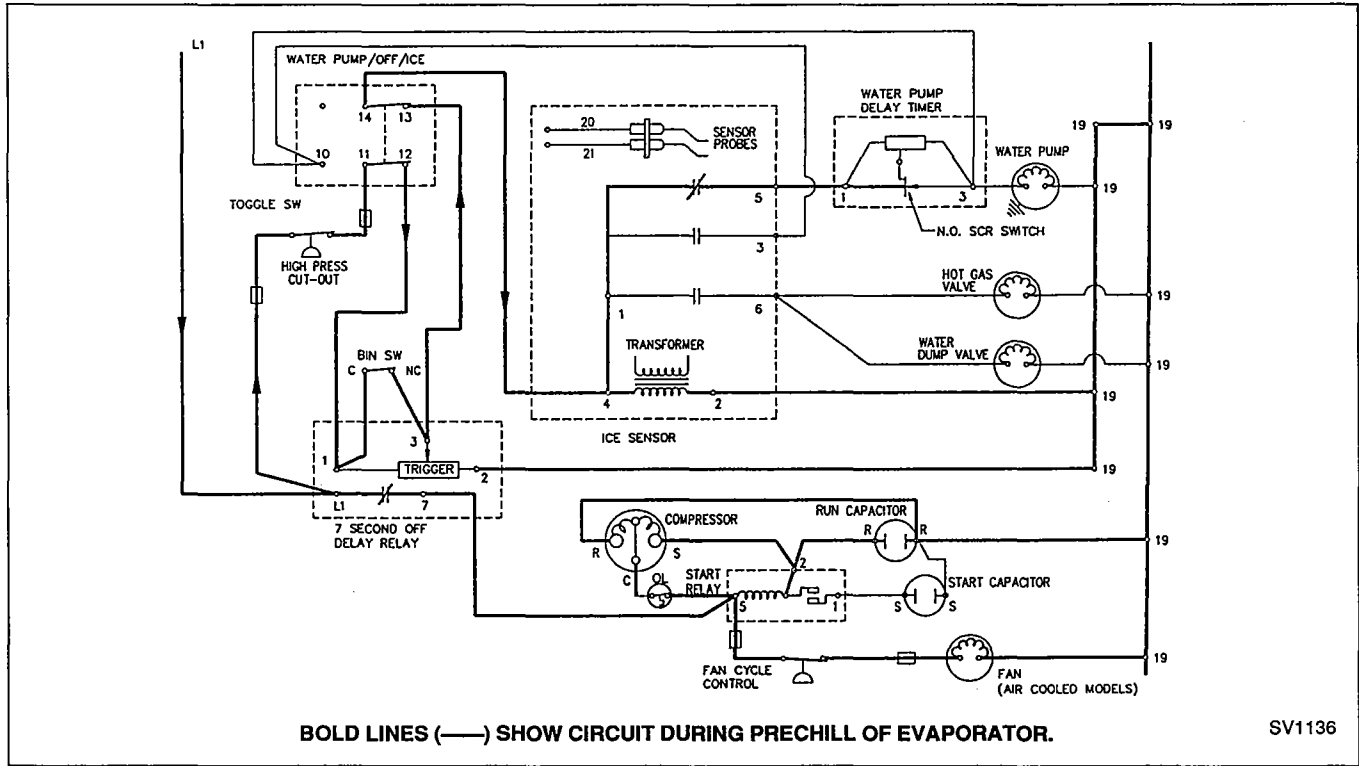 L1
WATER PUMP/OFF/ICE
14 13
10 11 12
TOGGLE SW
HIGH PRESS
CUT-OUT
20
21
SENSOR
PROBES
5
3
1 6
TRANSFORMER
4 2
ICE SENSOR
WATER PUMP
DELAY TIMER
1 3
N.O. SCR SWITCH
WATER PUMP
19 19
19
HOT GAS
VALVE
19
WATER
DUMP VALVE
19
19
19
BIN SW
C NC
3
1 TRIGGER 2
L1 7
7 SECOND OFF
DELAY RELAY
COMPRESSOR
R S
C
OL
START
RELAY
2
5 1
RUN CAPACITOR
R R
19
START CAPACITOR
S S
FAN CYCLE
CONTROL
FAN
(AIR COOLED MODELS)
19
BOLD LINES (——) SHOW CIRCUIT DURING PRECHILL OF EVAPORATOR.
SV1136